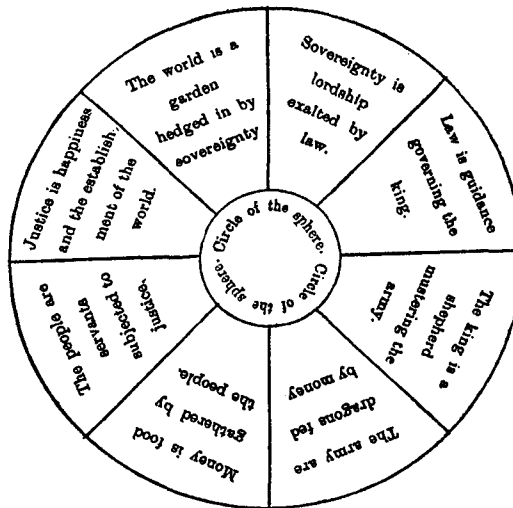 The world is a
garden
hedged in by
sovereignty
Sovereignty is
lordship
exalted by
law.
Law is guidance
governing the
king.
The king is a
shepherd
mustering the
army.
The army are
dragons fed
by money.
Money is food
gathered by
the people.
The people are
servants
subjected to
justice.
Justice is happiness
and the establish-
ment of the
world.
Circle of the sphere. Circle of the sphere.